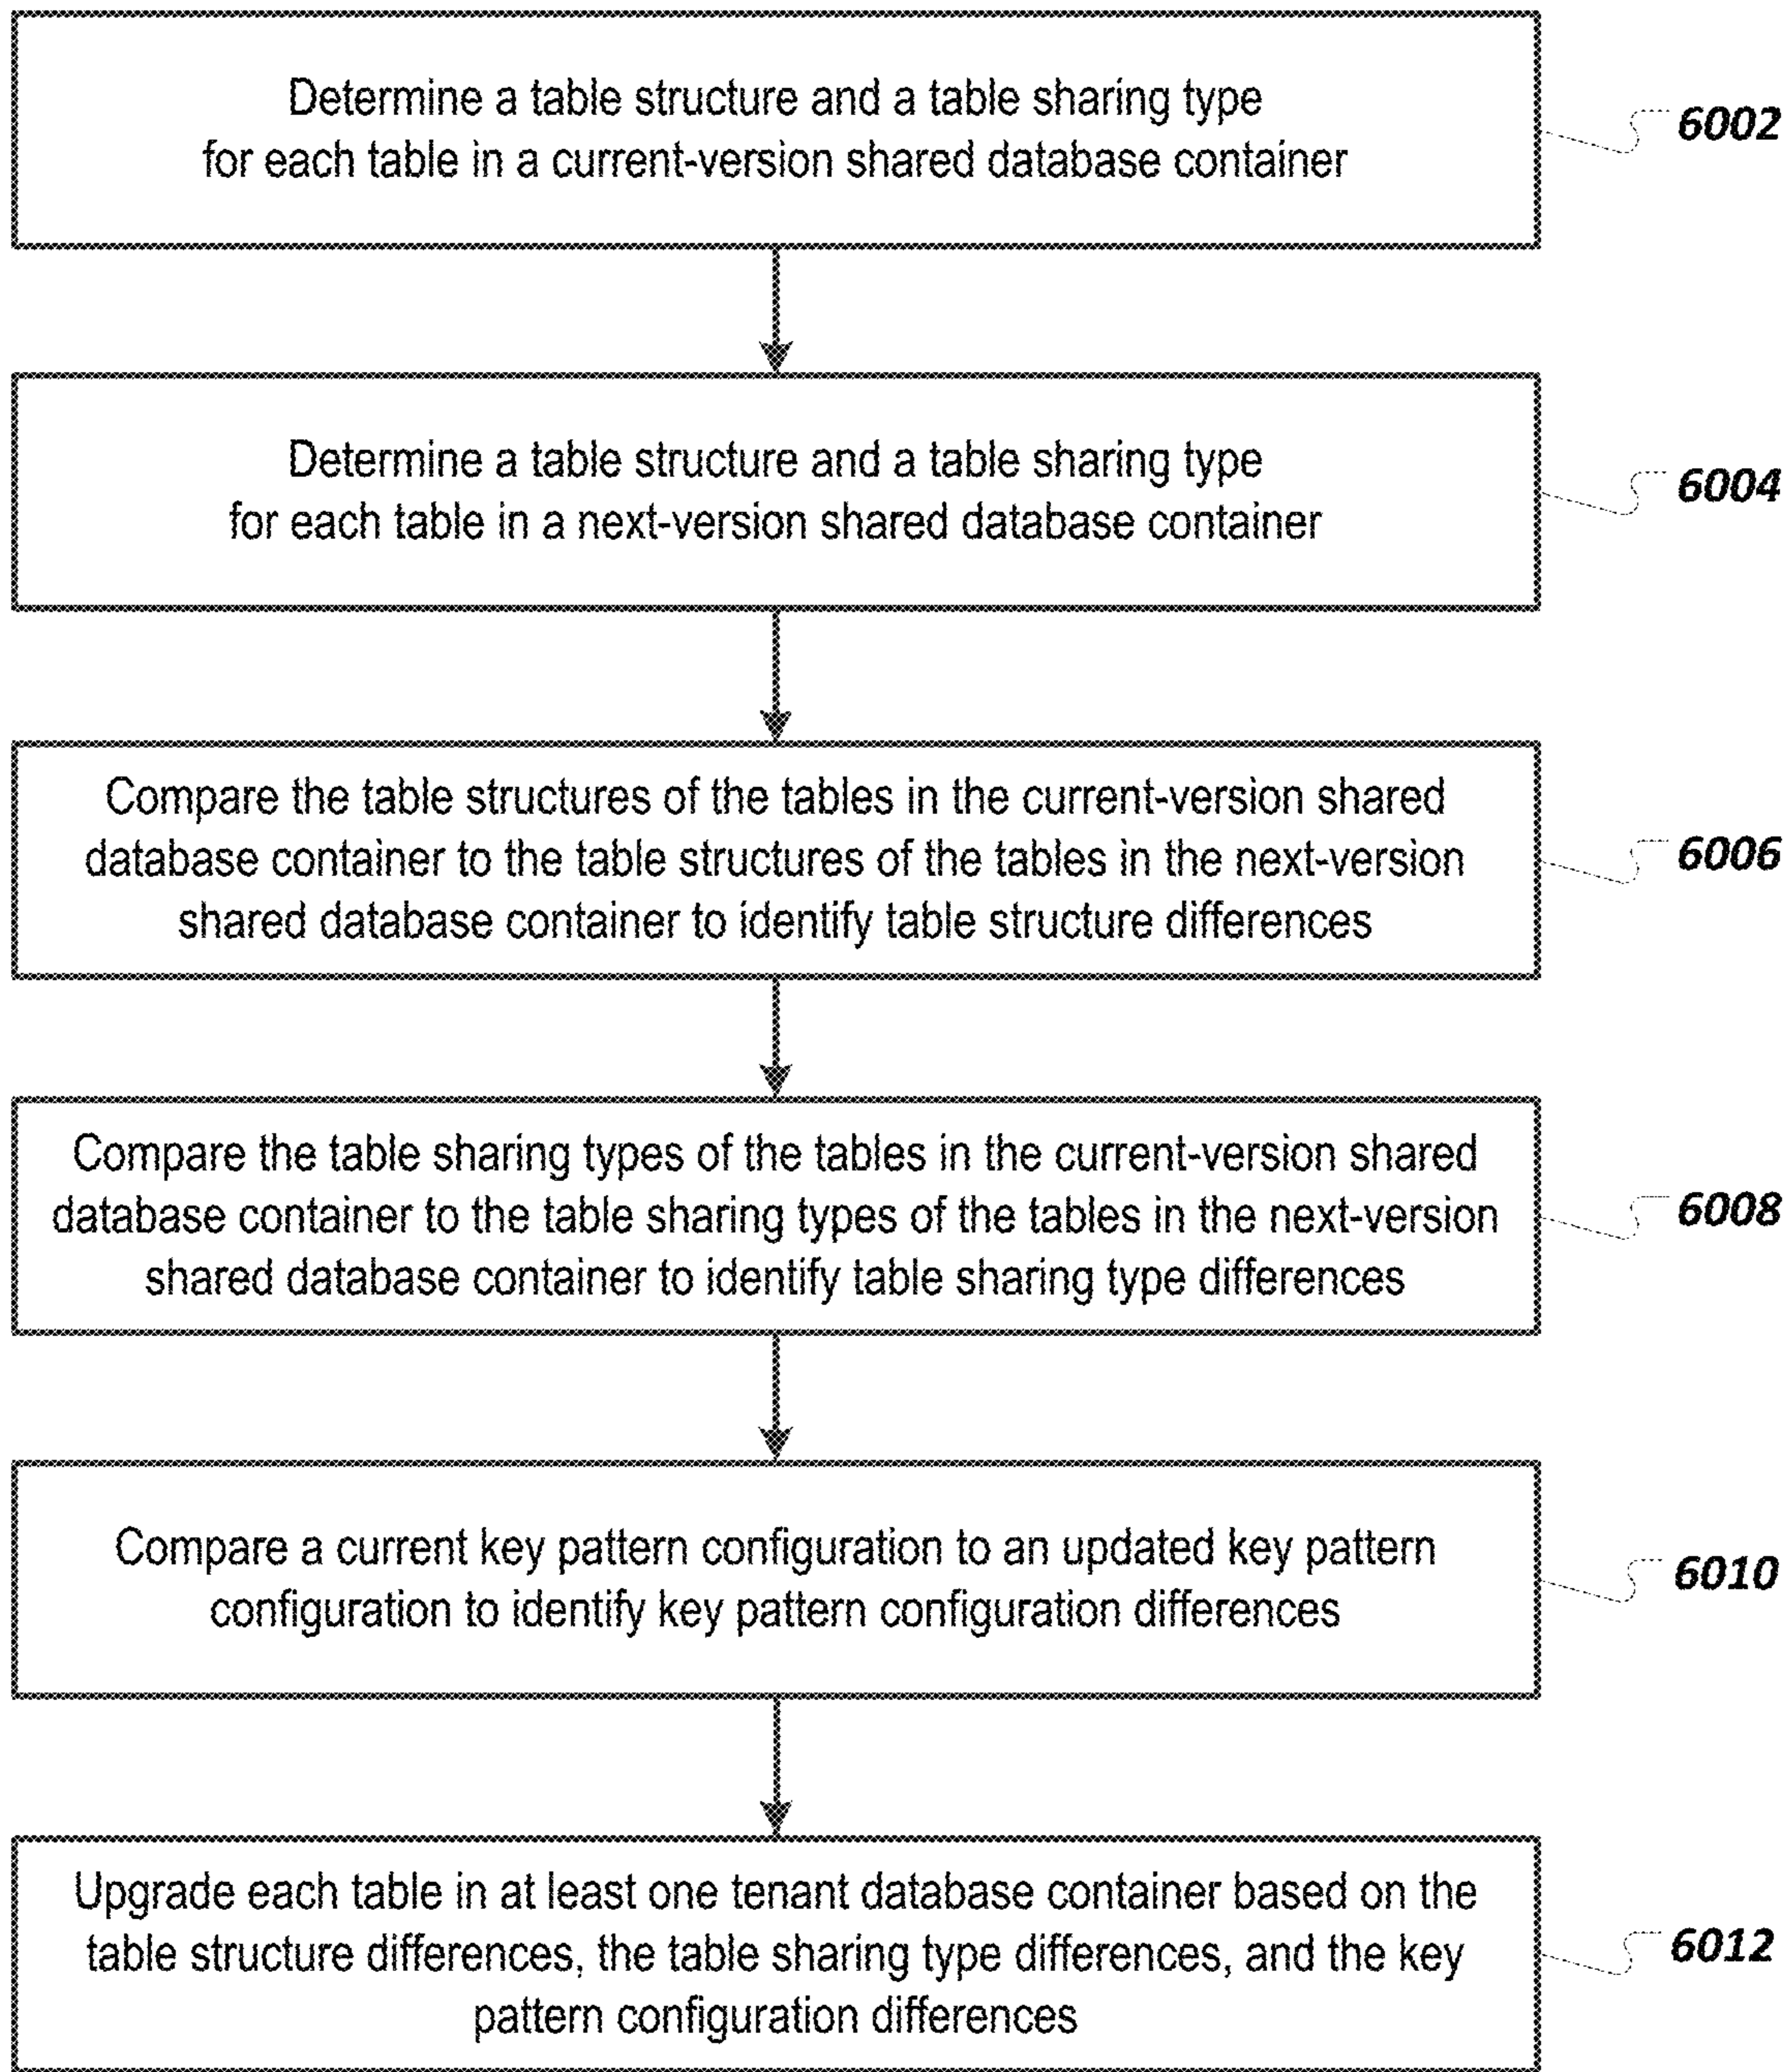 Determine a table structure and a table sharing type
for each table in a current-version shared database container
6002
Determine a table structure and a table sharing type
for each table in a next-version shared database container
6004
Compare the table structures of the tables in the current-version shared
database container to the table structures of the tables in the next-version
shared database container to identify table structure differences
6006
Compare the table sharing types of the tables in the current-version shared
database container to the table sharing types of the tables in the next-version
shared database container to identify table sharing type differences
6008
Compare a current key pattern configuration to an updated key pattern
configuration to identify key pattern configuration differences
6010
Upgrade each table in at least one tenant database container based on the
table structure differences, the table sharing type differences, and the key
pattern configuration differences
6012